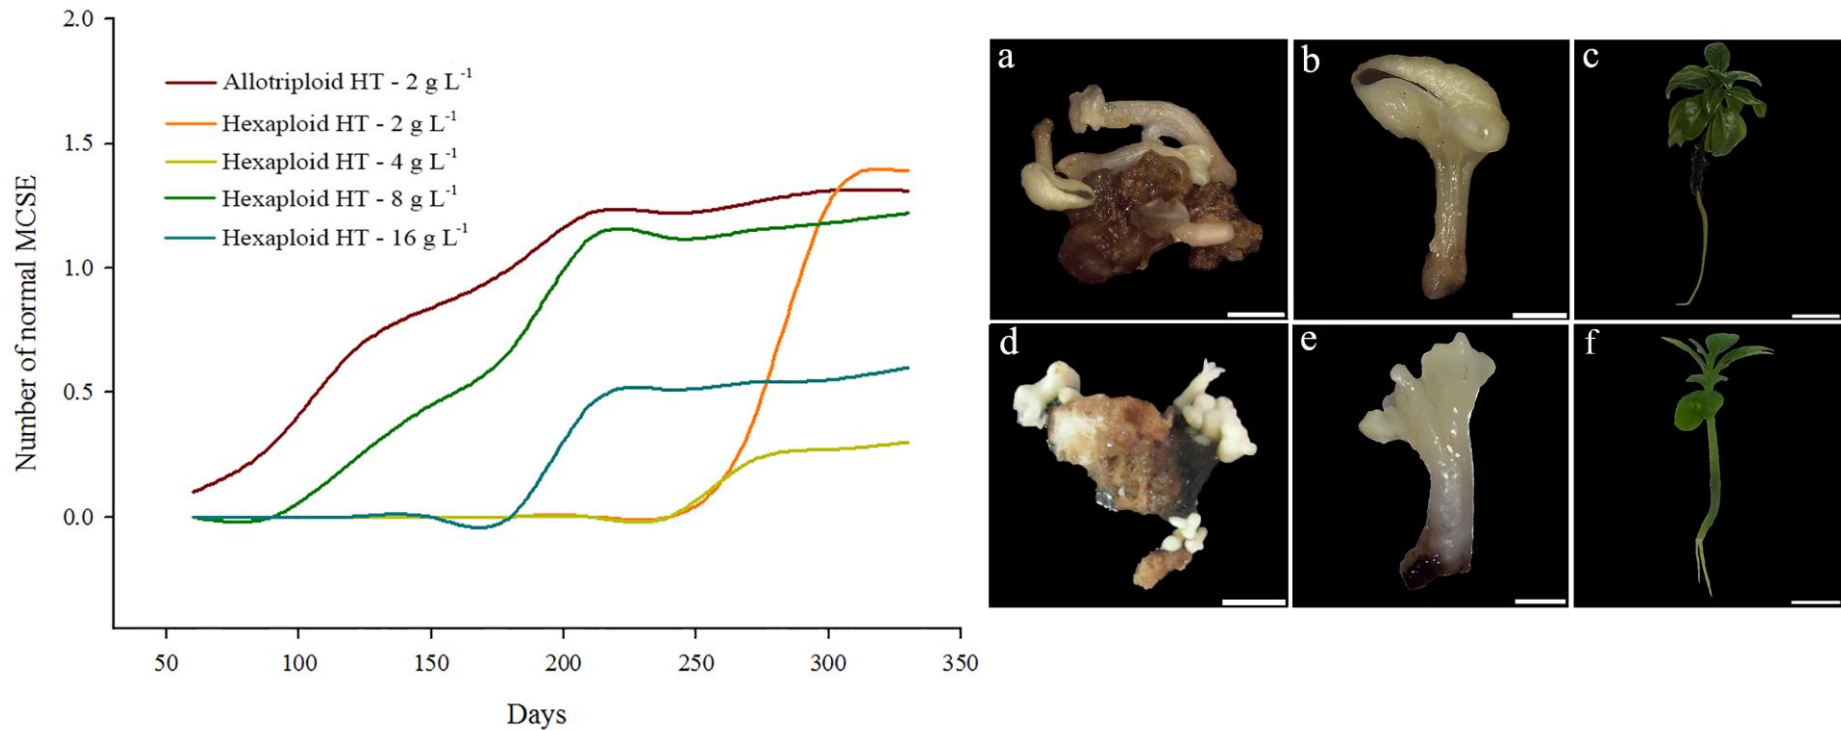 2.0
1.5
1.0
0.5
0.0
Number of normal MCSE
Allotriploid HT - 2 g L⁻¹
Hexaploid HT - 2 g L⁻¹
Hexaploid HT - 4 g L⁻¹
Hexaploid HT - 8 g L⁻¹
Hexaploid HT - 16 g L⁻¹
50 100 150 200 250 300 350
Days
a b c
d e f